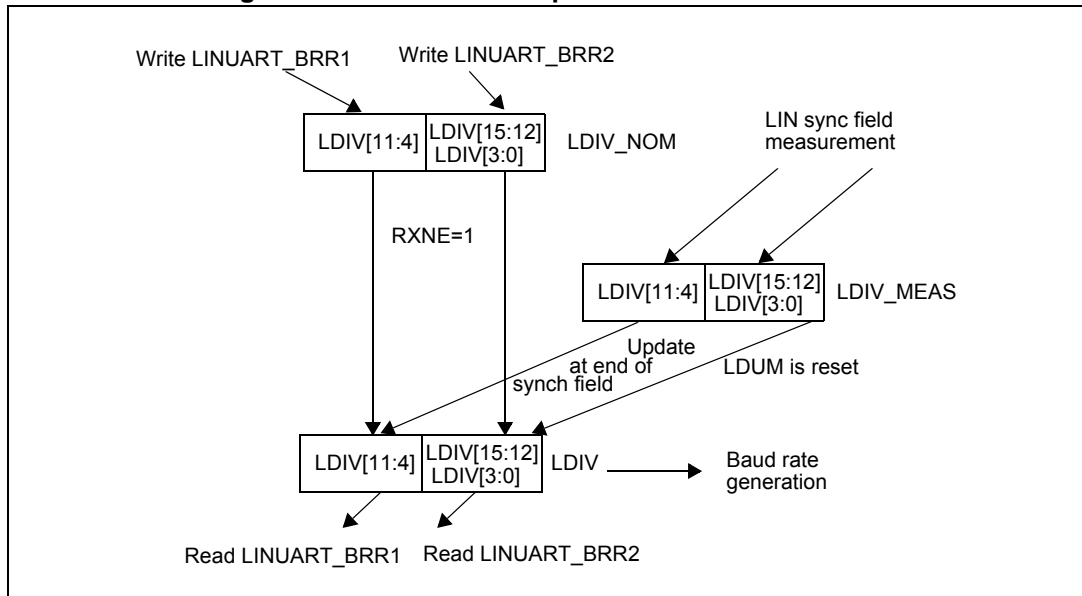 Write LINUART_BRR1
Write LINUART_BRR2
LDIV[11:4]
LDIV[15:12]
LDIV[3:0]
LDIV_NOM
LIN sync field
measurement
RXNE=1
LDIV[11:4]
LDIV[15:12]
LDIV[3:0]
LDIV_MEAS
Update
at end of
synch field
LDUM is reset
LDIV[11:4]
LDIV[15:12]
LDIV[3:0]
LDIV
Baud rate
generation
Read LINUART_BRR1
Read LINUART_BRR2